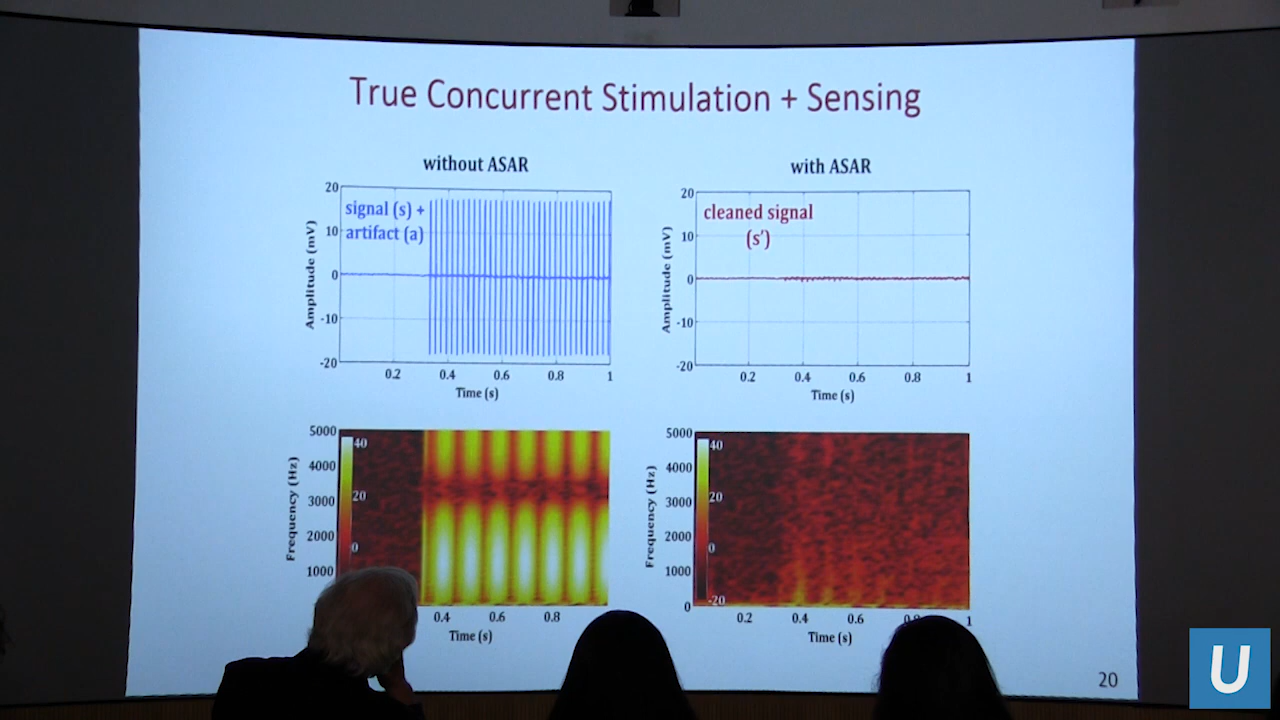 True Concurrent Stimulation + Sensing
without ASAR
20
10
0
-10
-20
Amplitude (mV)
signal (s) +
artifact (a)
0.2 0.4 0.6 0.8 1
Time (s)
with ASAR
20
10
0
-10
-20
Amplitude (mV)
cleaned signal
(s')
0.2 0.4 0.6 0.8 1
Time (s)
5000
4000
3000
2000
1000
Frequency (Hz)
40
20
0
0.4 0.6 0.8
Time (s)
5000
4000
3000
2000
1000
0
Frequency (Hz)
40
20
0
-20
0.2 0.4 0.6 1
Time (s)
20
U